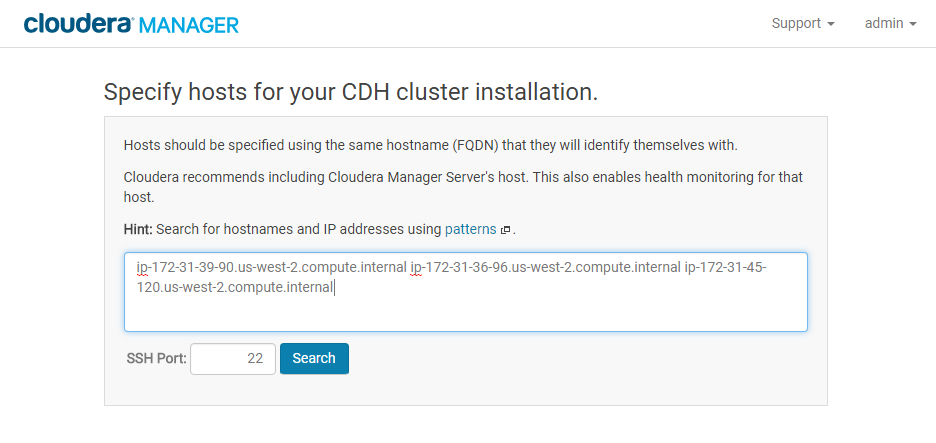 cloudera MANAGER
Support
admin
Specify hosts for your CDH cluster installation.
Hosts should be specified using the same hostname (FQDN) that they will identify themselves with.
Cloudera recommends including Cloudera Manager Server's host. This also enables health monitoring for that
host.
Hint: Search for hostnames and IP addresses using patterns .
ip-172-31-39-90.us-west-2.compute.internal ip-172-31-36-96.us-west-2.compute.internal ip-172-31-45-
120.us-west-2.compute.internal
SSH Port: 22 Search